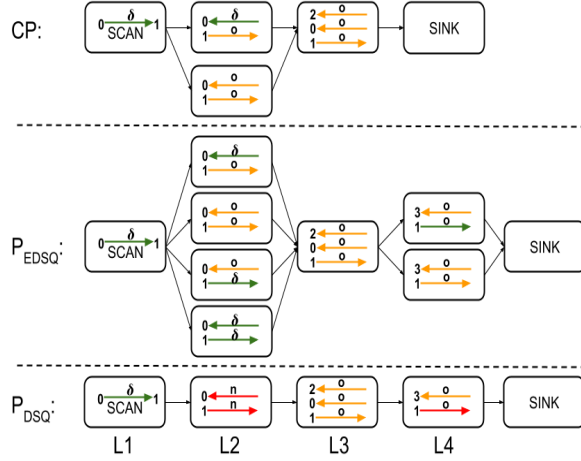 CP:
δ
0 1
SCAN
0 δ
1 o
0 o
1 o
2 o
0 o
1 o
SINK
P_EDSQ:
δ
0 1
SCAN
0 δ
1 o
0 o
1 o
0 o
1 δ
0 δ
1 δ
2 o
0 o
1 o
3 o
1 o
3 o
1 o
SINK
P_DSQ:
δ
0 1
SCAN
0 n
1 n
2 o
0 o
1 o
3 o
1 o
SINK
L1 L2 L3 L4